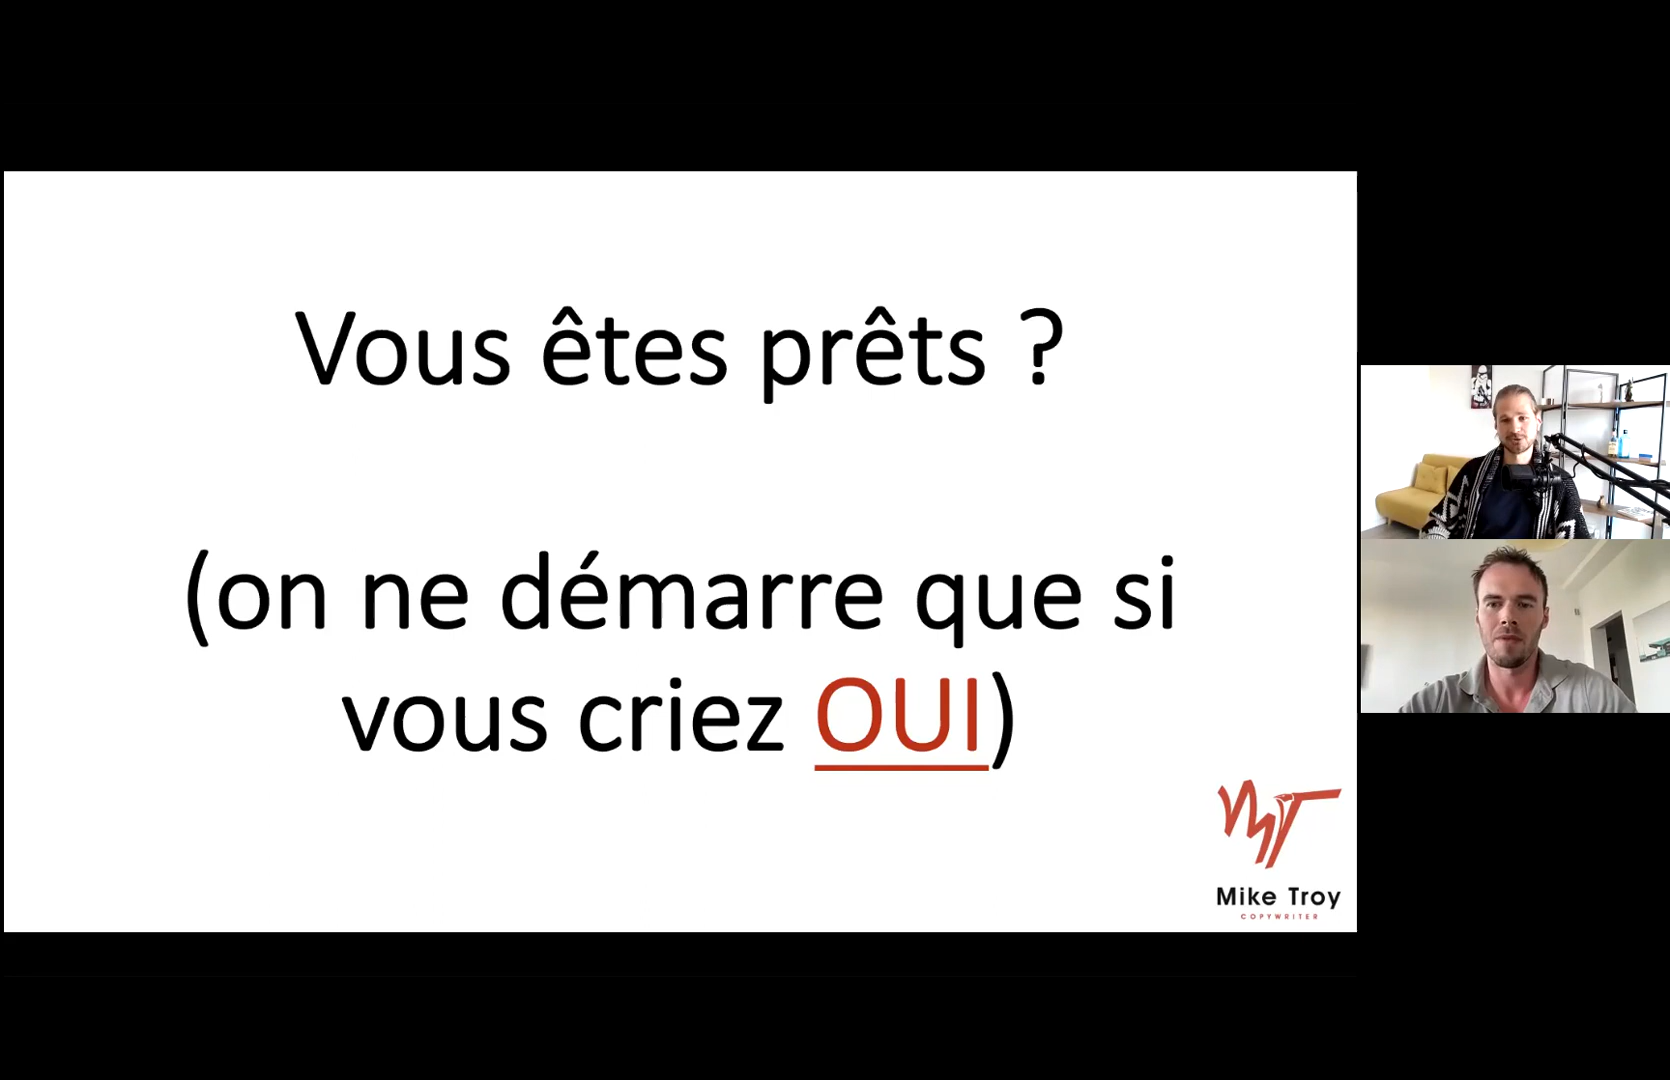 Vous êtes prêts ?
(on ne démarre que si
vous criez OUI)
Mike Troy
COPYWRITER